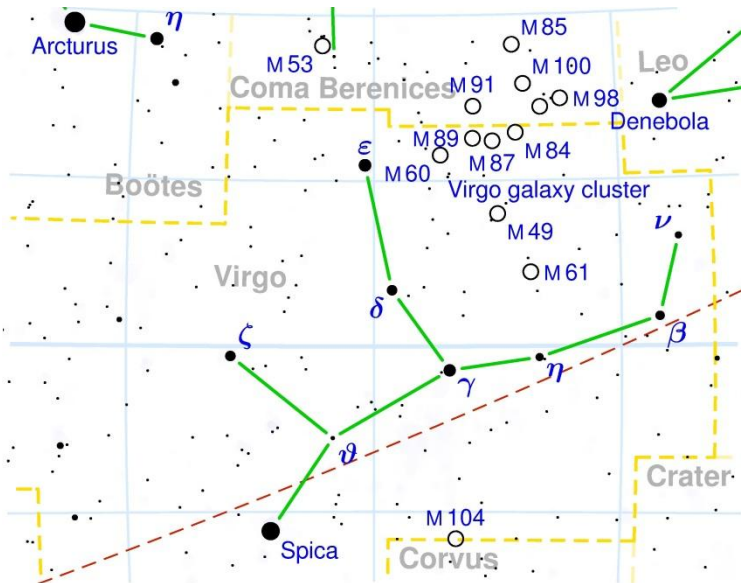 η
M 85
Arcturus
M 53
M 100
Leo
Coma Berenices
M 91
M 98
Denebola
ε
M 89
M 84
M 60
M 87
Boötes
Virgo galaxy cluster
ν
M 49
Virgo
M 61
δ
ζ
β
γ
η
ϑ
Crater
M 104
Spica
Corvus